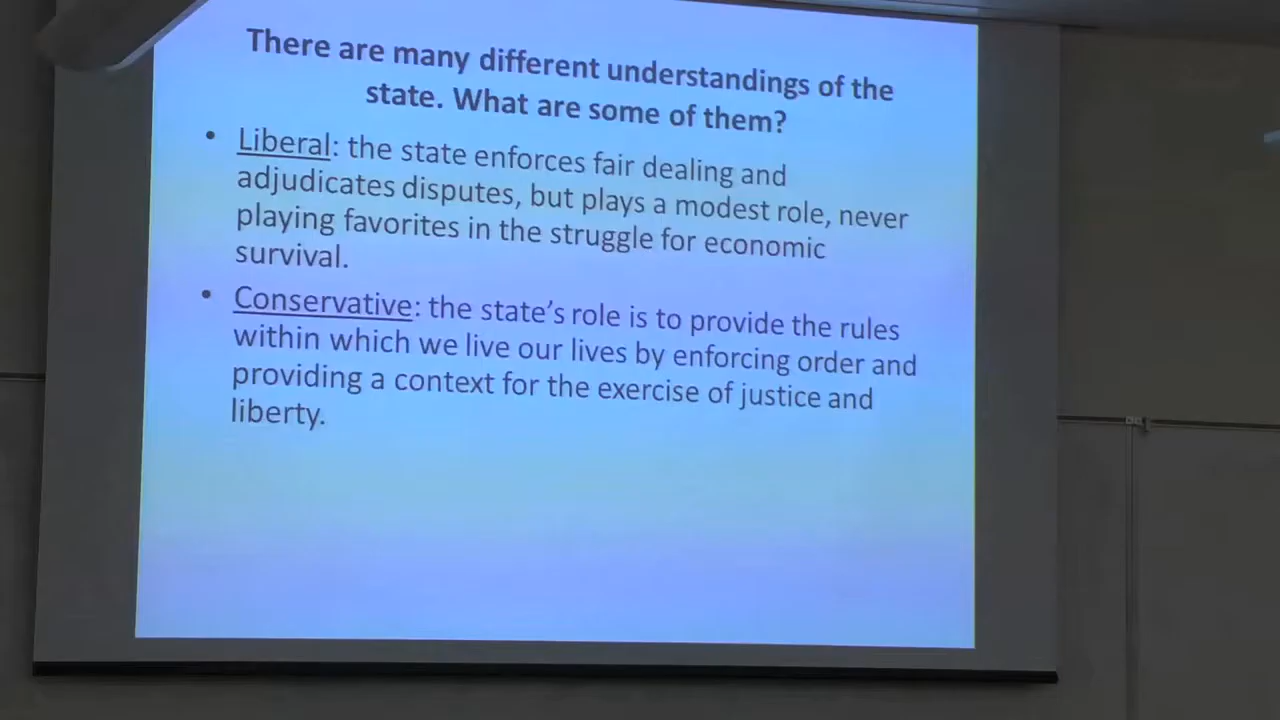 There are many different understandings of the
state. What are some of them?
• Liberal: the state enforces fair dealing and
adjudicates disputes, but plays a modest role, never
playing favorites in the struggle for economic
survival.
• Conservative: the state's role is to provide the rules
within which we live our lives by enforcing order and
providing a context for the exercise of justice and
liberty.